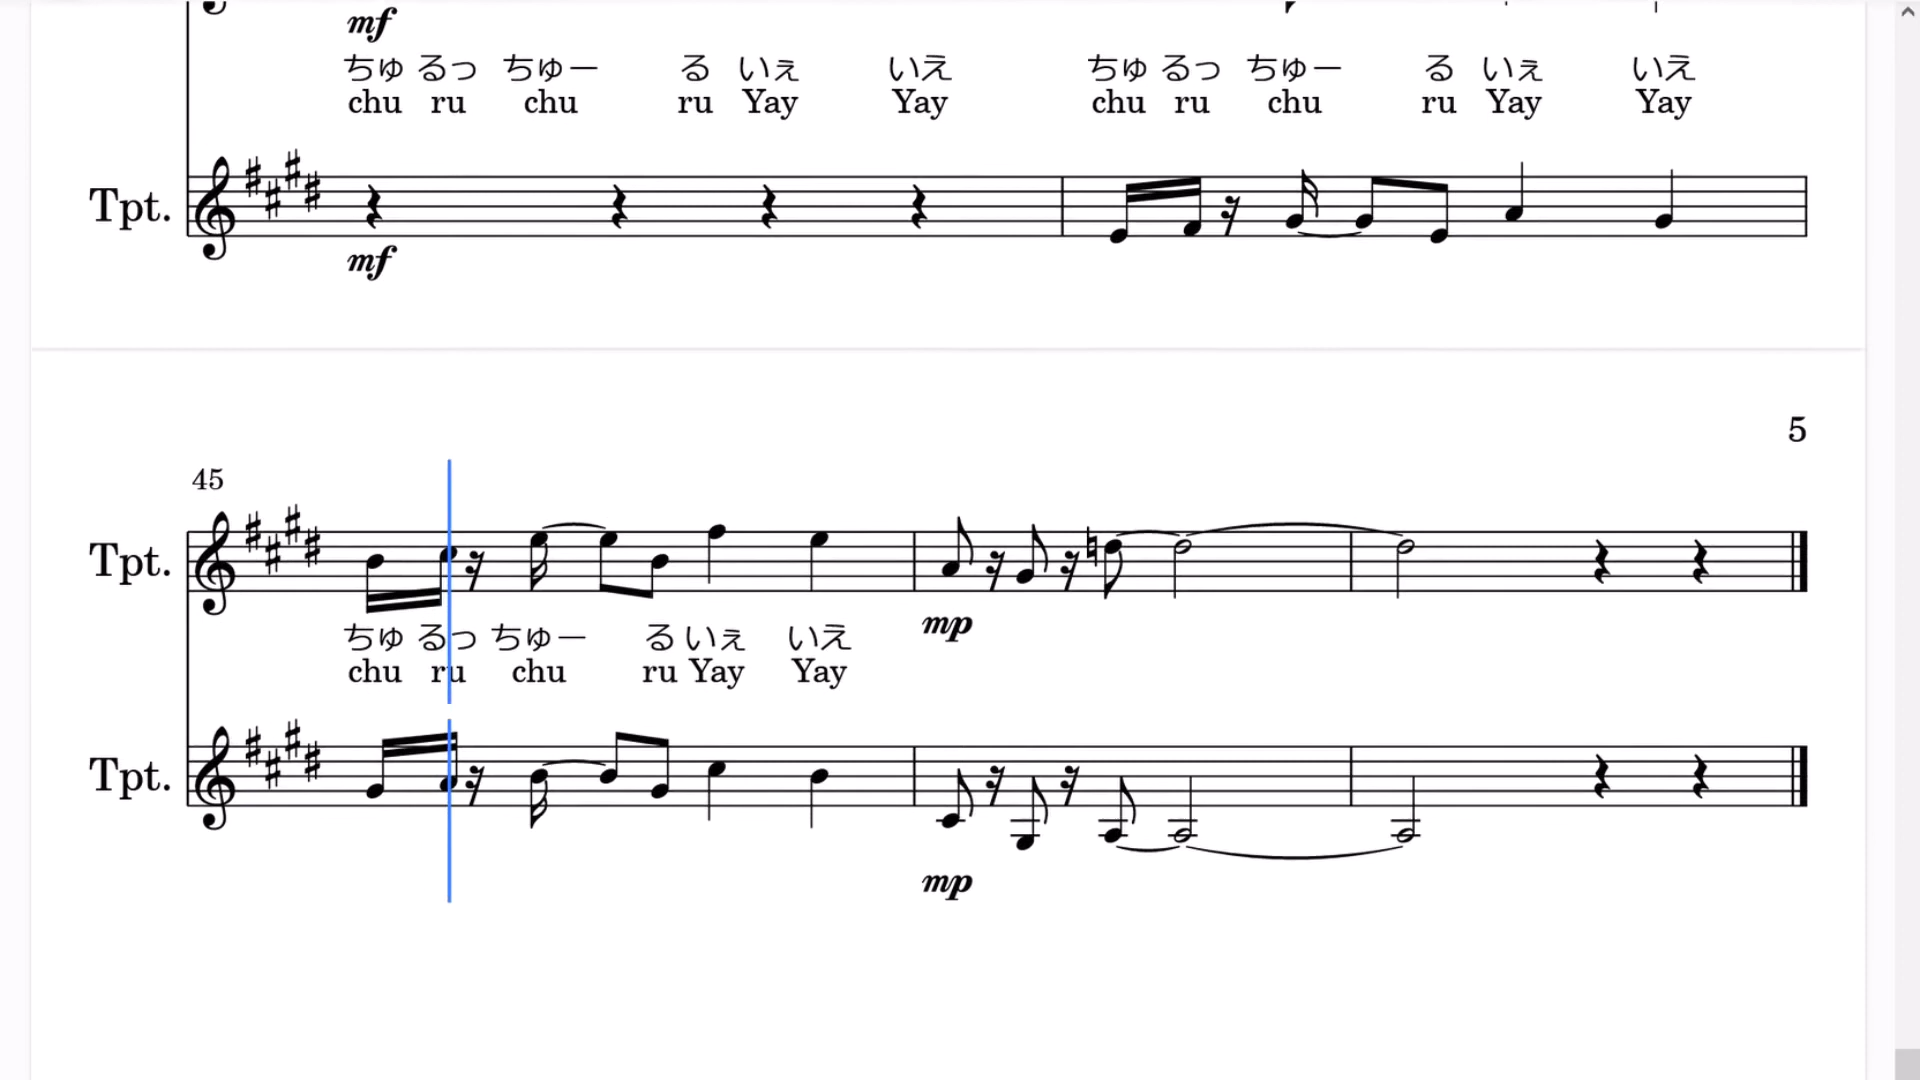 mf
ちゅ るっ ちゅー る いぇ いえ ちゅ るっ ちゅー る いぇ いえ
chu ru chu ru Yay Yay chu ru chu ru Yay Yay
Tpt.
mf
5
45
Tpt.
mp
ちゅ るっ ちゅー る いぇ いえ
chu ru chu ru Yay Yay
Tpt.
mp